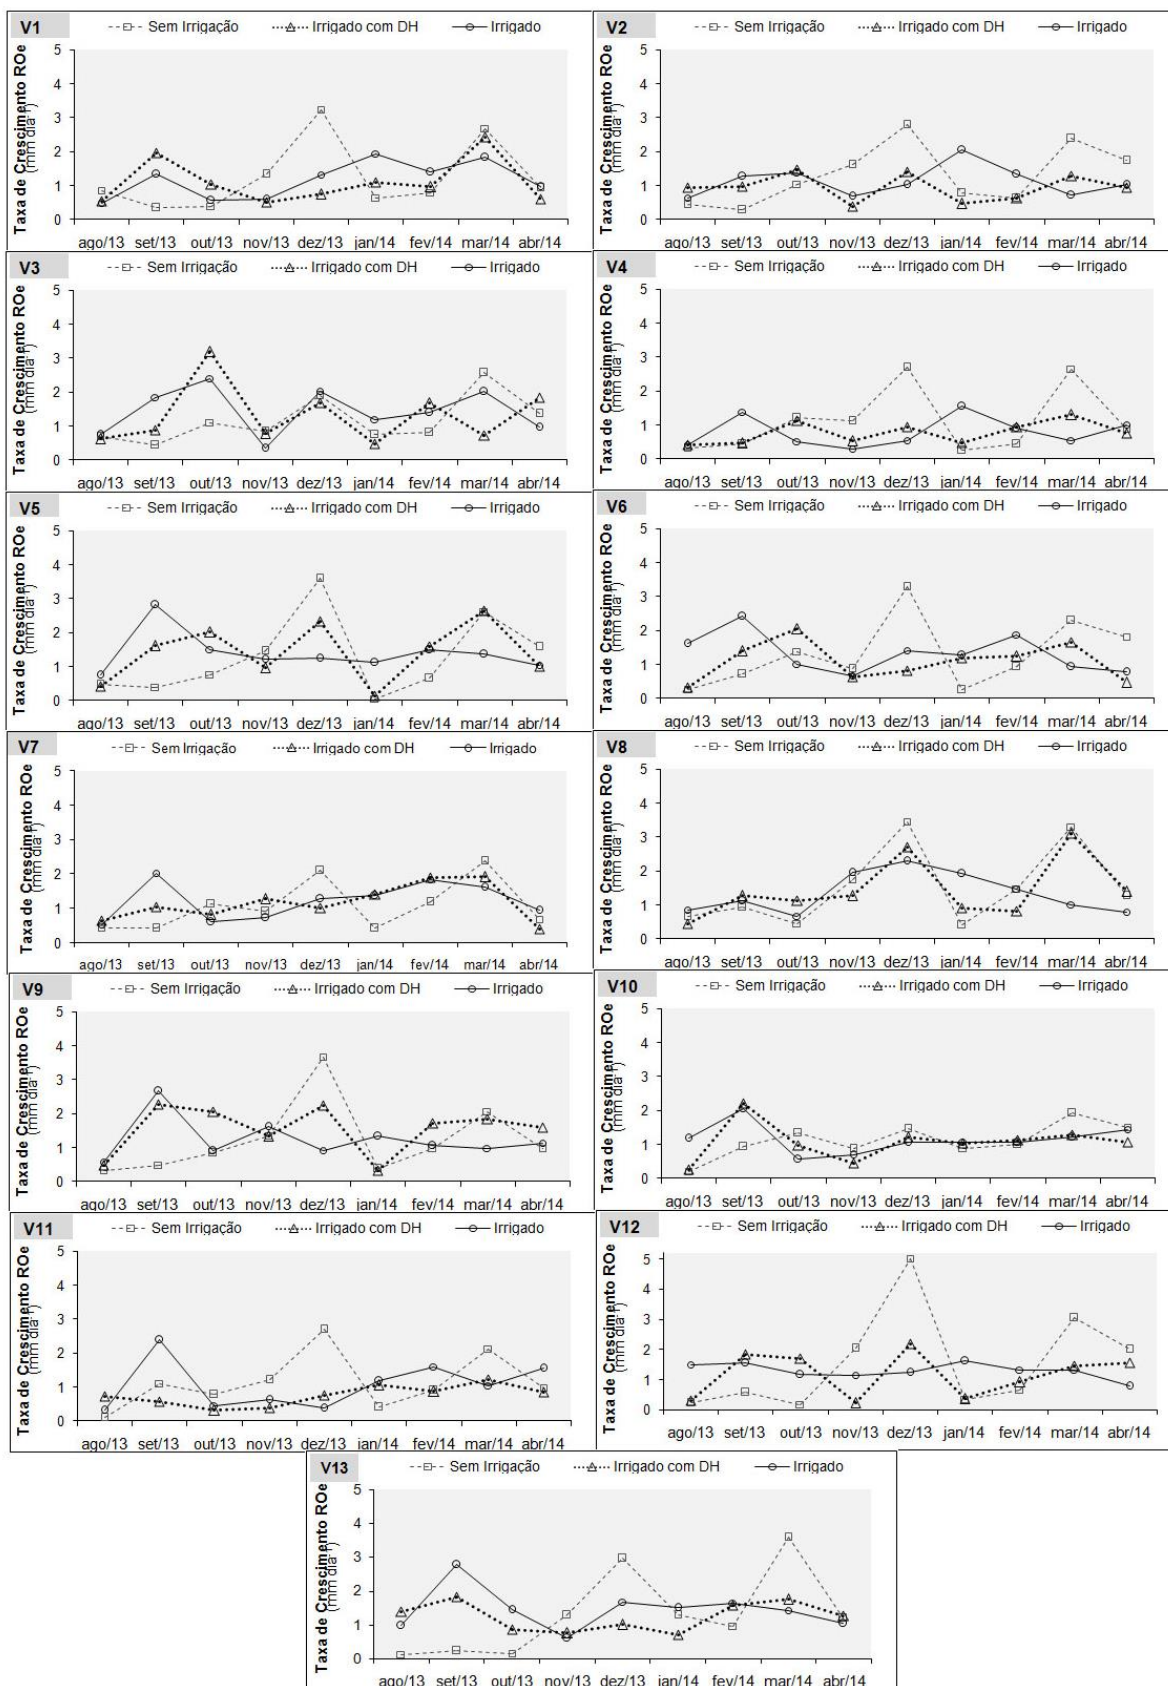 V1 Sem Irrigação Irrigado com DH Irrigado
Taxa de Crescimento ROe
(mm dia-1)
5
4
3
2
1
0
ago/13 set/13 out/13 nov/13 dez/13 jan/14 fev/14 mar/14 abr/14
V2 Sem Irrigação Irrigado com DH Irrigado
Taxa de Crescimento ROe
(mm dia-1)
5
4
3
2
1
0
ago/13 set/13 out/13 nov/13 dez/13 jan/14 fev/14 mar/14 abr/14
V3 Sem Irrigação Irrigado com DH Irrigado
Taxa de Crescimento ROe
(mm dia-1)
5
4
3
2
1
0
ago/13 set/13 out/13 nov/13 dez/13 jan/14 fev/14 mar/14 abr/14
V4 Sem Irrigação Irrigado com DH Irrigado
Taxa de Crescimento ROe
(mm dia-1)
5
4
3
2
1
0
ago/13 set/13 out/13 nov/13 dez/13 jan/14 fev/14 mar/14 abr/14
V5 Sem Irrigação Irrigado com DH Irrigado
Taxa de Crescimento ROe
(mm dia-1)
5
4
3
2
1
0
ago/13 set/13 out/13 nov/13 dez/13 jan/14 fev/14 mar/14 abr/14
V6 Sem Irrigação Irrigado com DH Irrigado
Taxa de Crescimento ROe
(mm dia-1)
5
4
3
2
1
0
ago/13 set/13 out/13 nov/13 dez/13 jan/14 fev/14 mar/14 abr/14
V7 Sem Irrigação Irrigado com DH Irrigado
Taxa de Crescimento ROe
(mm dia-1)
5
4
3
2
1
0
ago/13 set/13 out/13 nov/13 dez/13 jan/14 fev/14 mar/14 abr/14
V8 Sem Irrigação Irrigado com DH Irrigado
Taxa de Crescimento ROe
(mm dia-1)
5
4
3
2
1
0
ago/13 set/13 out/13 nov/13 dez/13 jan/14 fev/14 mar/14 abr/14
V9 Sem Irrigação Irrigado com DH Irrigado
Taxa de Crescimento ROe
(mm dia-1)
5
4
3
2
1
0
ago/13 set/13 out/13 nov/13 dez/13 jan/14 fev/14 mar/14 abr/14
V10 Sem Irrigação Irrigado com DH Irrigado
Taxa de Crescimento ROe
(mm dia-1)
5
4
3
2
1
0
ago/13 set/13 out/13 nov/13 dez/13 jan/14 fev/14 mar/14 abr/14
V11 Sem Irrigação Irrigado com DH Irrigado
Taxa de Crescimento ROe
(mm dia-1)
5
4
3
2
1
0
ago/13 set/13 out/13 nov/13 dez/13 jan/14 fev/14 mar/14 abr/14
V12 Sem Irrigação Irrigado com DH Irrigado
Taxa de Crescimento ROe
(mm dia-1)
5
4
3
2
1
0
ago/13 set/13 out/13 nov/13 dez/13 jan/14 fev/14 mar/14 abr/14
V13 Sem Irrigação Irrigado com DH Irrigado
Taxa de Crescimento ROe
(mm dia-1)
5
4
3
2
1
0
ago/13 set/13 out/13 nov/13 dez/13 jan/14 fev/14 mar/14 abr/14